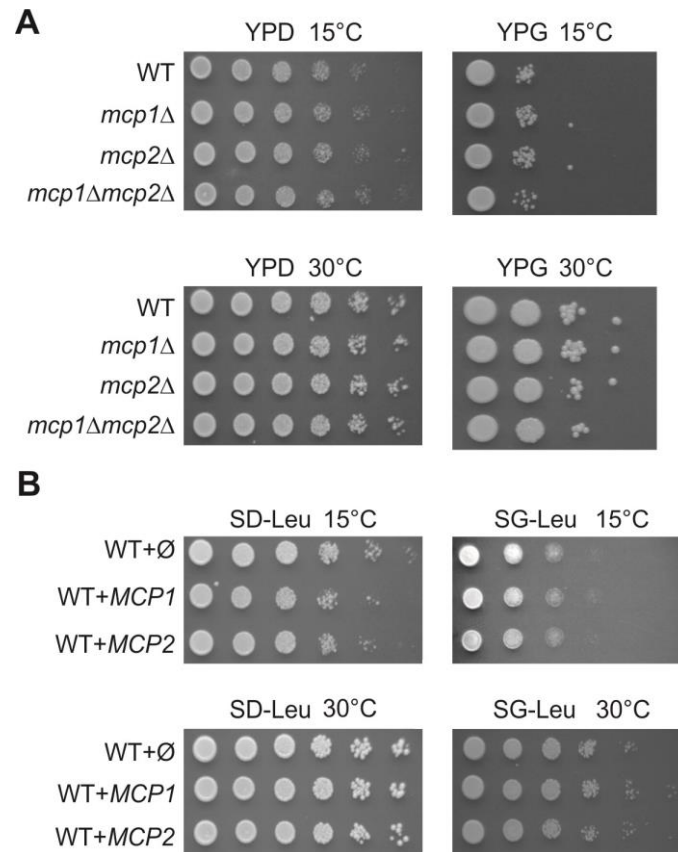 A
YPD 15°C
YPG 15°C
WT
mcp1Δ
mcp2Δ
mcp1Δmcp2Δ
YPD 30°C
YPG 30°C
WT
mcp1Δ
mcp2Δ
mcp1Δmcp2Δ
B
SD-Leu 15°C
SG-Leu 15°C
WT+Ø
WT+MCP1
WT+MCP2
SD-Leu 30°C
SG-Leu 30°C
WT+Ø
WT+MCP1
WT+MCP2